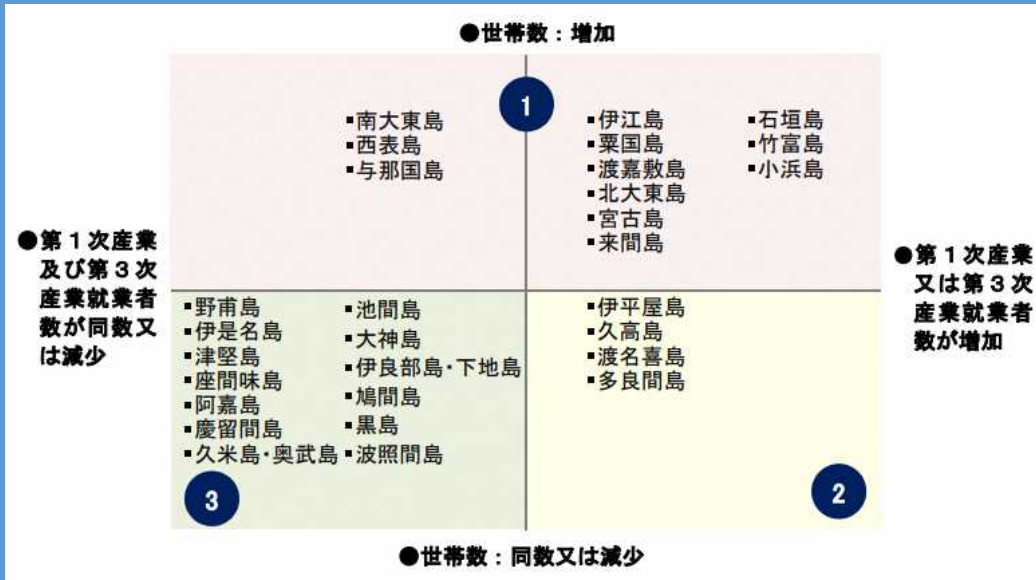 ●世帯数：増加
1
▪南大東島
▪西表島
▪与那国島
▪伊江島
▪粟国島
▪渡嘉敷島
▪北大東島
▪宮古島
▪来間島
▪石垣島
▪竹富島
▪小浜島
●第１次産業
及び第３次
産業就業者
数が同数又
は減少
●第１次産業
又は第３次
産業就業者
数が増加
▪野甫島
▪伊是名島
▪津堅島
▪座間味島
▪阿嘉島
▪慶留間島
▪久米島・奥武島
▪池間島
▪大神島
▪伊良部島・下地島
▪鳩間島
▪黒島
▪波照間島
▪伊平屋島
▪久高島
▪渡名喜島
▪多良間島
3
2
●世帯数：同数又は減少